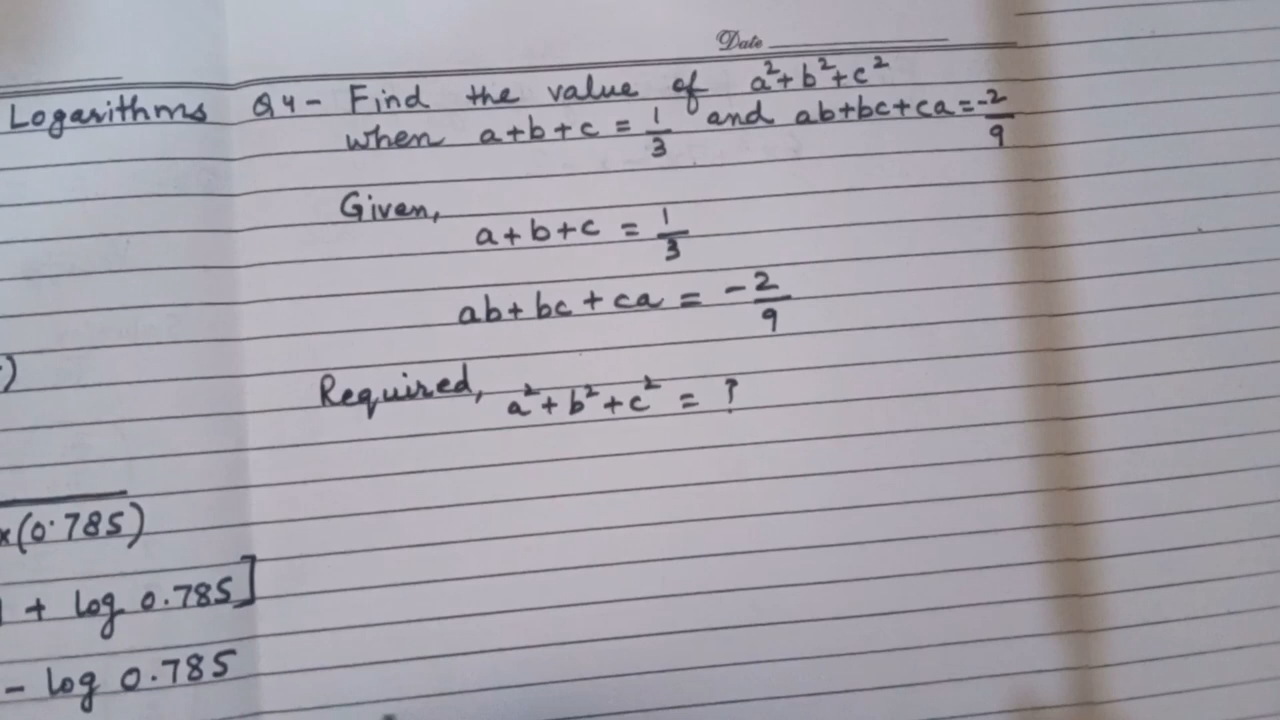 Date
Logarithms
Q4 - Find the value of a²+b²+c²
when a+b+c = 1/3 and ab+bc+ca = -2/9
Given,
a+b+c = 1/3
ab+bc+ca = -2/9
Required, a²+b²+c² = ?
)
x(0.785)
+ log 0.785]
- log 0.785